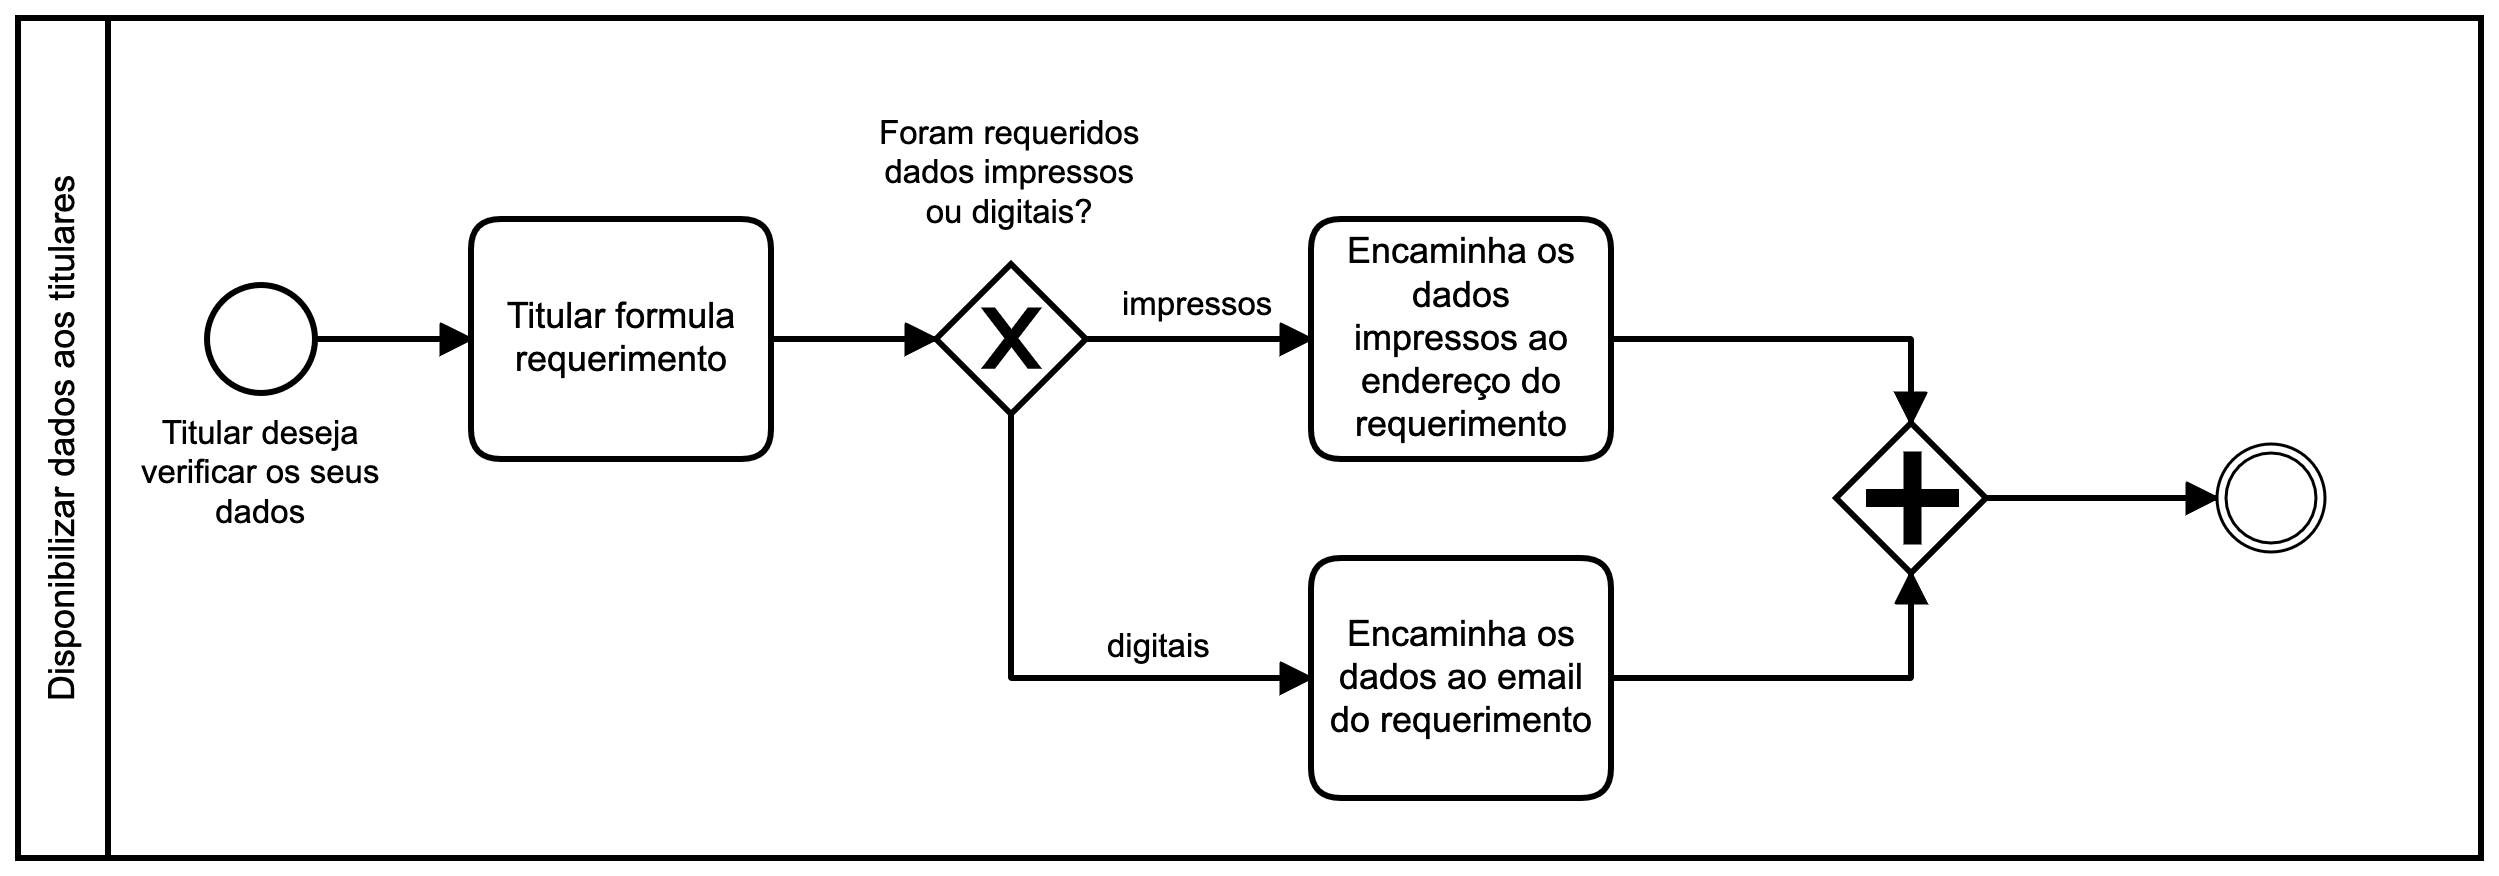 Disponibilizar dados aos titulares
Titular deseja
verificar os seus
dados
Titular formula
requerimento
Foram requeridos
dados impressos
ou digitais?
X
impressos
Encaminha os
dados
impressos ao
endereço do
requerimento
digitais
Encaminha os
dados ao email
do requerimento